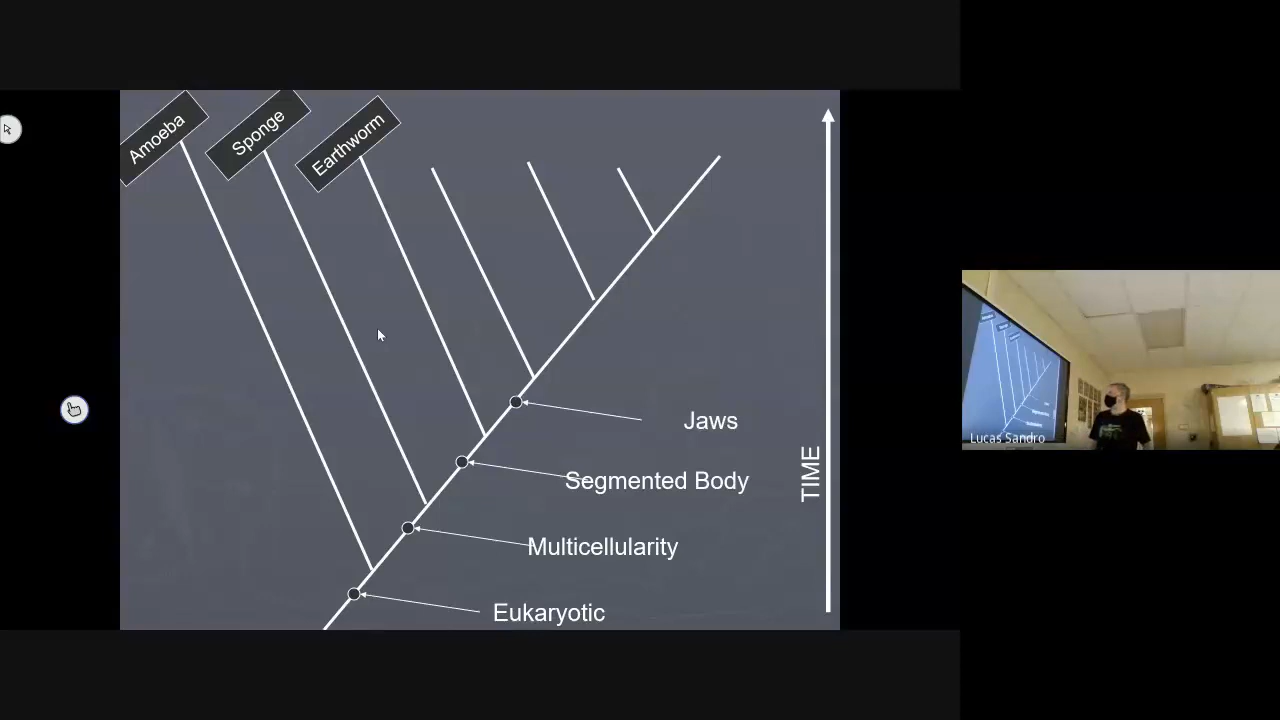 Amoeba
Sponge
Earthworm
Jaws
Segmented Body
TIME
Multicellularity
Eukaryotic
Lucas Sandro